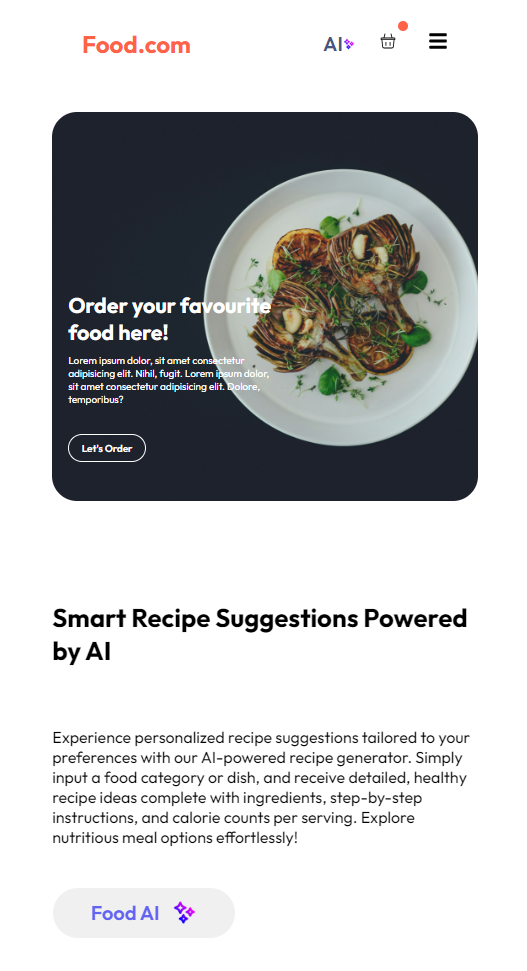 Food.com
AI
Order your favourite
food here!
Lorem ipsum dolor, sit amet consectetur
adipisicing elit. Nihil, fugit. Lorem ipsum dolor,
sit amet consectetur adipisicing elit. Dolore,
temporibus?
Let's Order
Smart Recipe Suggestions Powered
by AI
Experience personalized recipe suggestions tailored to your
preferences with our AI-powered recipe generator. Simply
input a food category or dish, and receive detailed, healthy
recipe ideas complete with ingredients, step-by-step
instructions, and calorie counts per serving. Explore
nutritious meal options effortlessly!
Food AI